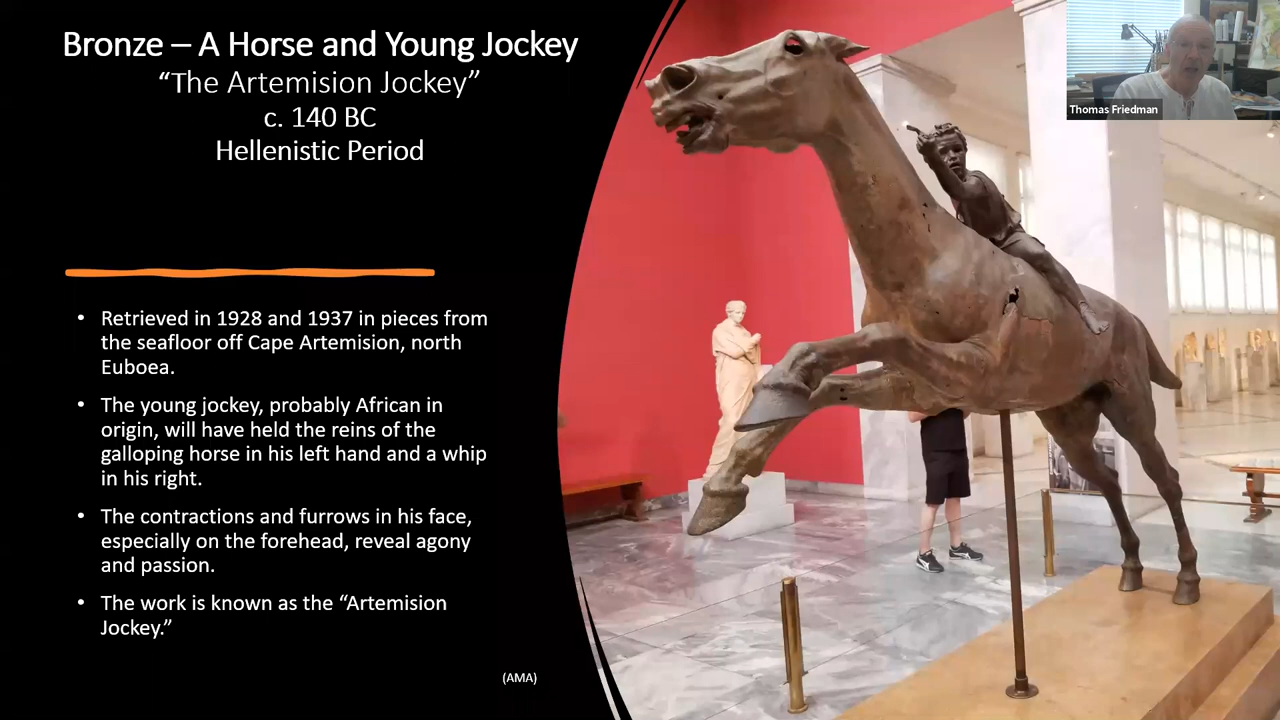 Bronze – A Horse and Young Jockey
“The Artemision Jockey”
c. 140 BC
Hellenistic Period
• Retrieved in 1928 and 1937 in pieces from
the seafloor off Cape Artemision, north
Euboea.
• The young jockey, probably African in
origin, will have held the reins of the
galloping horse in his left hand and a whip
in his right.
• The contractions and furrows in his face,
especially on the forehead, reveal agony
and passion.
• The work is known as the “Artemision
Jockey.”
(AMA)
Thomas Friedman